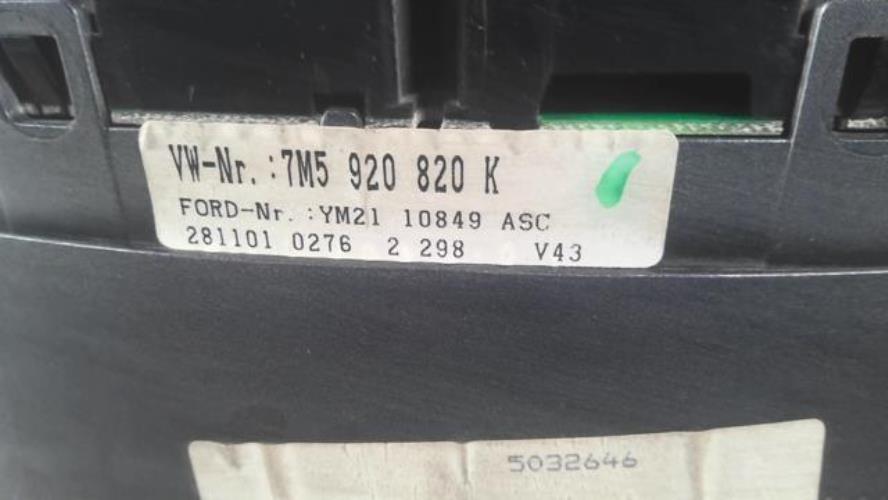 VW-Nr.:7M5 920 820 K
FORD-Nr.:YM21 10849 ASC
281101 0276 2 298 V43
5032646